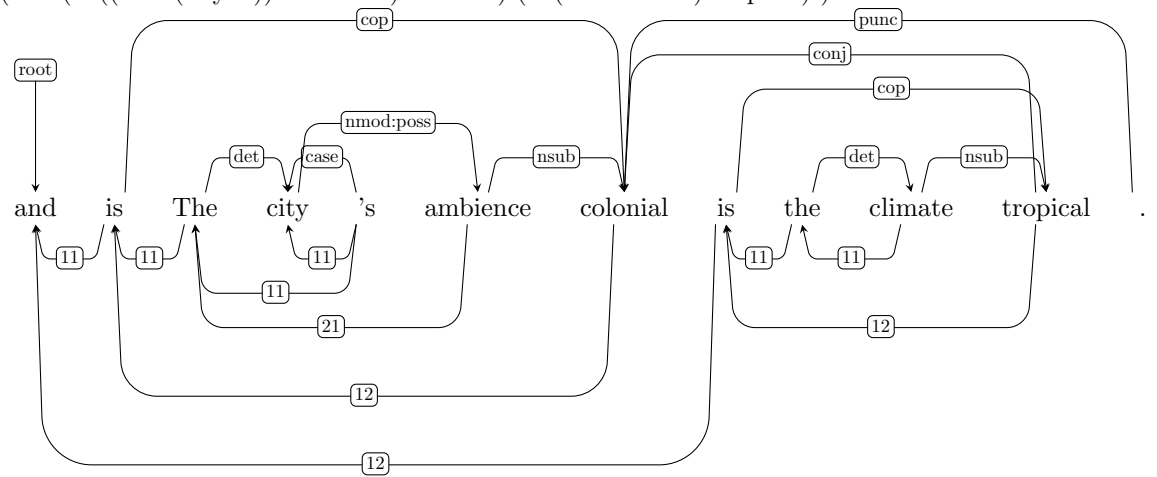 cop punc
conj
root
cop
nmod:poss
det case nsub det nsub
and is The city 's ambience colonial is the climate tropical .
11 11 11 11 11
11
21 12
12
12